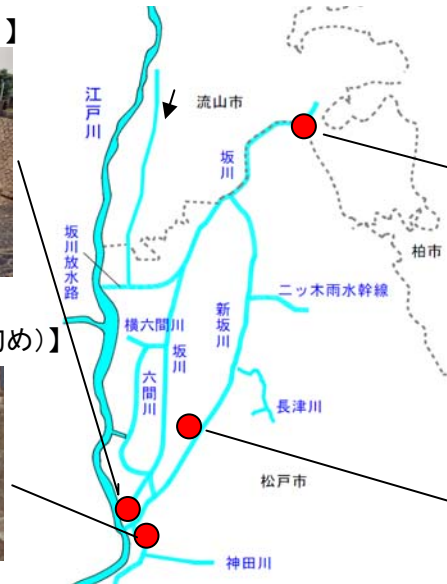 】
江戸川
流山市
坂川
柏市
坂川放水路
二ッ木雨水幹線
横六間川
新坂川
坂川
め）】
六間川
長津川
松戸市
神田川